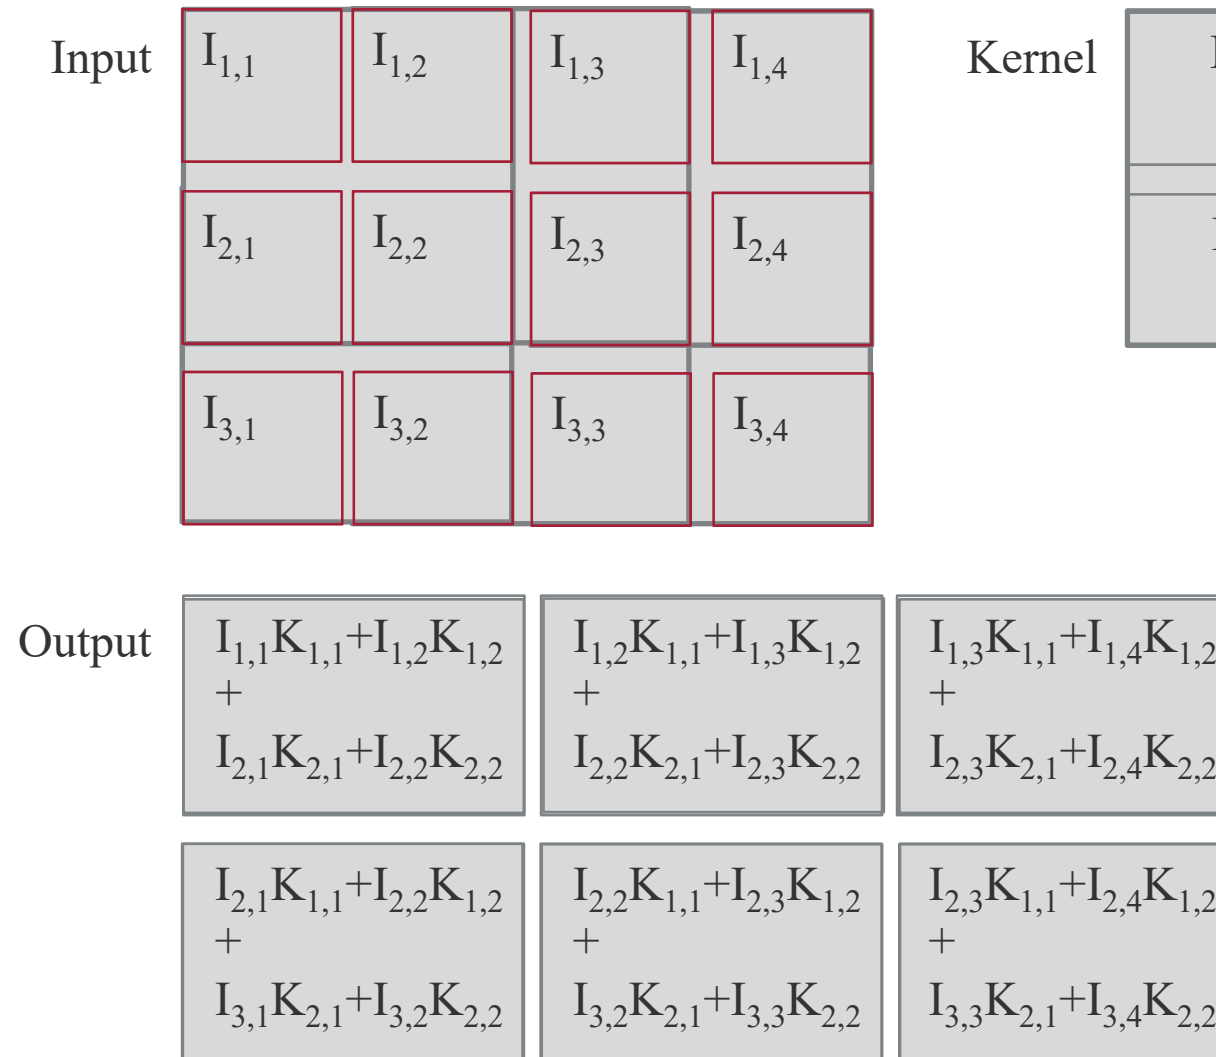 Input I₁,₁ I₁,₂ I₁,₃ I₁,₄ Kernel
I₂,₁ I₂,₂ I₂,₃ I₂,₄
I₃,₁ I₃,₂ I₃,₃ I₃,₄
Output I₁,₁K₁,₁+I₁,₂K₁,₂ I₁,₂K₁,₁+I₁,₃K₁,₂ I₁,₃K₁,₁+I₁,₄K₁,₂
+ + +
I₂,₁K₂,₁+I₂,₂K₂,₂ I₂,₂K₂,₁+I₂,₃K₂,₂ I₂,₃K₂,₁+I₂,₄K₂,₂
I₂,₁K₁,₁+I₂,₂K₁,₂ I₂,₂K₁,₁+I₂,₃K₁,₂ I₂,₃K₁,₁+I₂,₄K₁,₂
+ + +
I₃,₁K₂,₁+I₃,₂K₂,₂ I₃,₂K₂,₁+I₃,₃K₂,₂ I₃,₃K₂,₁+I₃,₄K₂,₂